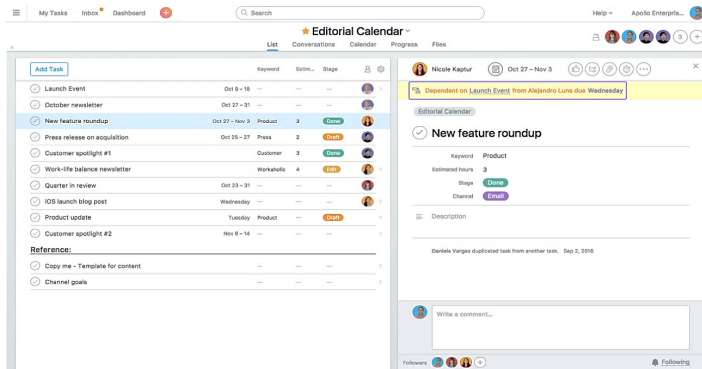 My Tasks Inbox Dashboard Search Help Apollo Enterpris...
Editorial Calendar
List Conversations Calendar Progress Files
Add Task Keyword Estim... Stage
Launch Event Oct 9 – 18 — — —
October newsletter Oct 27 – 31 — — —
New feature roundup Oct 27 – Nov 3 Product 3 Done
Press release on acquisition Oct 25 – 27 Press 2 Draft
Customer spotlight #1 Customer 3 Done
Work-life balance newsletter Workaholic 4 Edit
Quarter in review Oct 23 – 31 — — —
iOS launch blog post Wednesday — — —
Product update Tuesday Product — Draft
Customer spotlight #2 Nov 6 – 14 — — —
Reference:
Copy me - Template for content — — —
Channel goals — — —
Nicole Kaptur Oct 27 – Nov 3
Dependent on Launch Event from Alejandro Luna due Wednesday
Editorial Calendar
New feature roundup
Keyword Product
Estimated hours 3
Stage Done
Channel Email
Description
Daniela Vargas duplicated task from another task. Sep 2, 2016
Write a comment...
Followers Following